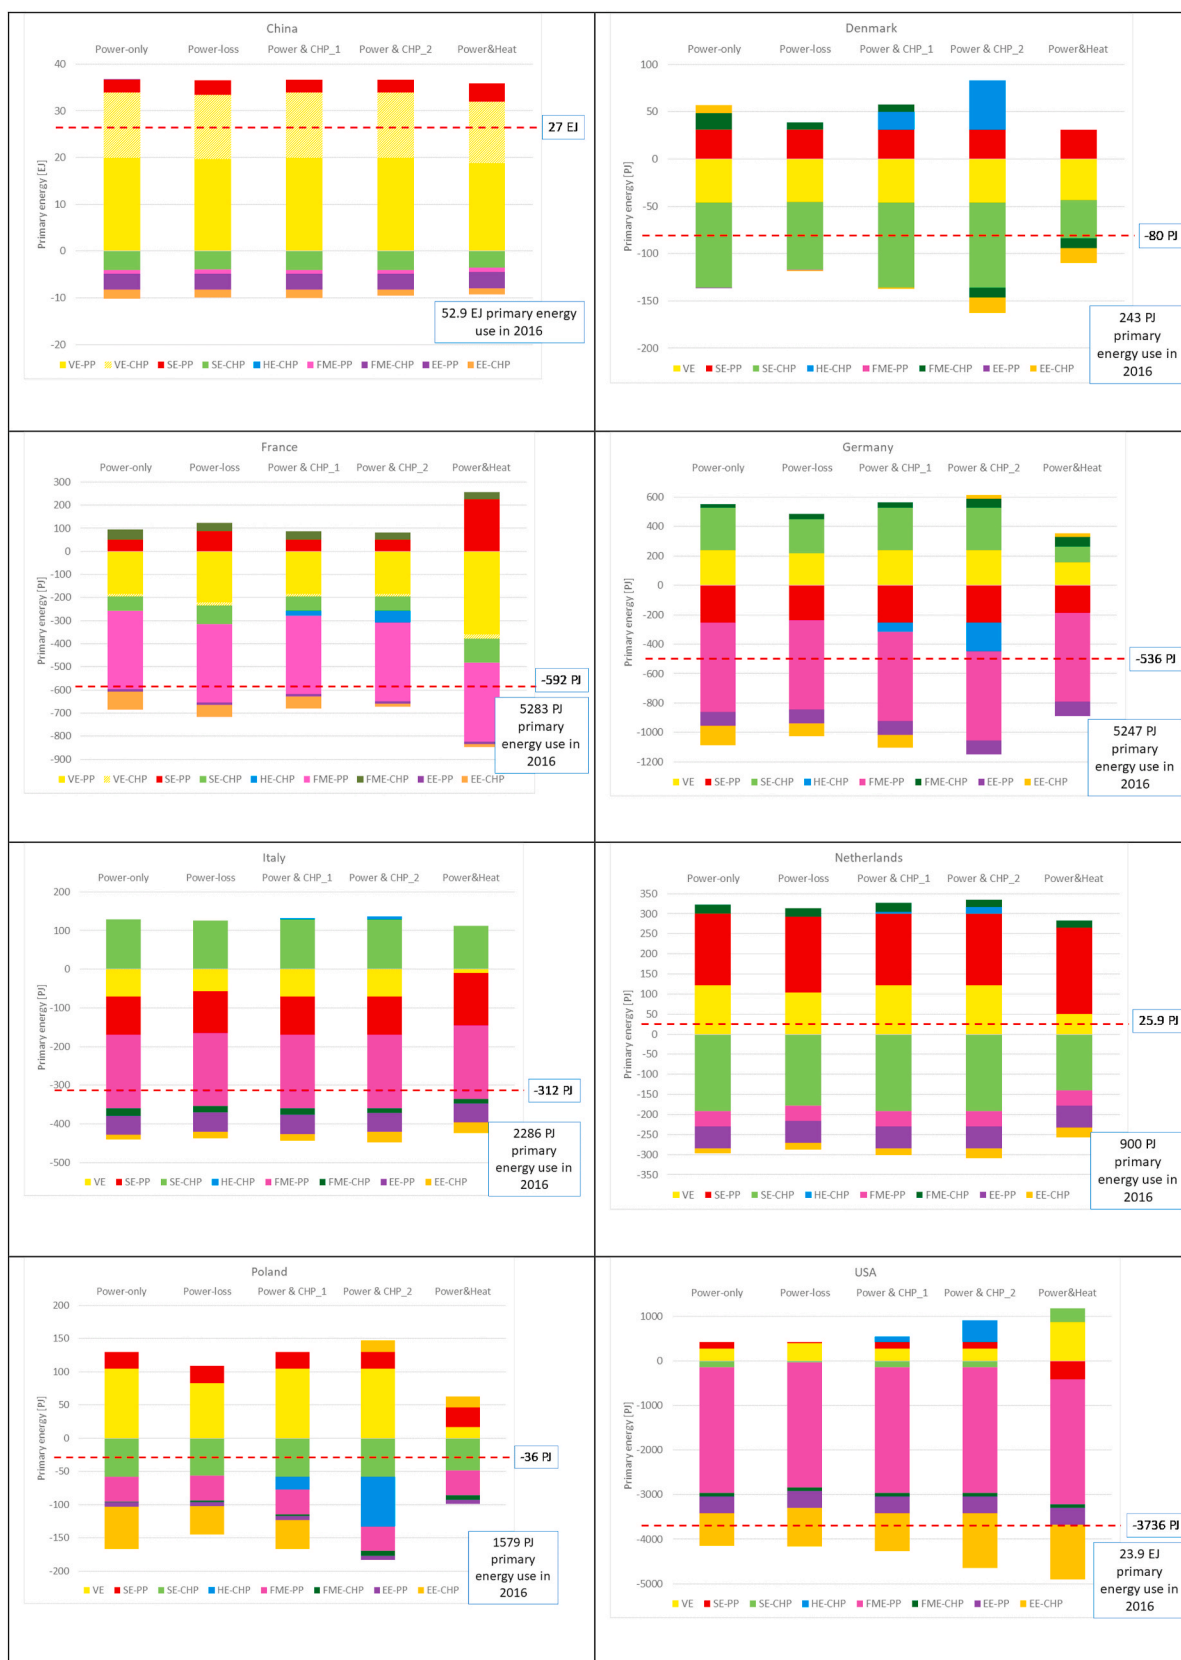 China
Power-only Power-loss Power & CHP_1 Power & CHP_2 Power&Heat
40
30
20
10
0
-10
-20
Primary energy [EJ]
27 EJ
52.9 EJ primary energy
use in 2016
VE-PP VE-CHP SE-PP SE-CHP HE-CHP FME-PP FME-CHP EE-PP EE-CHP
Denmark
Power-only Power-loss Power & CHP_1 Power & CHP_2 Power&Heat
100
50
0
-50
-100
-150
-200
Primary energy [PJ]
-80 PJ
243 PJ
primary
energy use in
2016
VE SE-PP SE-CHP HE-CHP FME-PP FME-CHP EE-PP EE-CHP
France
Power-only Power-loss Power & CHP_1 Power & CHP_2 Power&Heat
300
200
100
0
-100
-200
-300
-400
-500
-600
-700
-800
-900
Primary energy [PJ]
-592 PJ
5283 PJ
primary
energy use in
2016
VE-PP VE-CHP SE-PP SE-CHP HE-CHP FME-PP FME-CHP EE-PP EE-CHP
Germany
Power-only Power-loss Power & CHP_1 Power & CHP_2 Power&Heat
600
400
200
0
-200
-400
-600
-800
-1000
-1200
Primary energy [PJ]
-536 PJ
5247 PJ
primary
energy use in
2016
VE SE-PP SE-CHP HE-CHP FME-PP FME-CHP EE-PP EE-CHP
Italy
Power-only Power-loss Power & CHP_1 Power & CHP_2 Power&Heat
200
100
0
-100
-200
-300
-400
-500
Primary energy [PJ]
-312 PJ
2286 PJ
primary
energy use in
2016
VE SE-PP SE-CHP HE-CHP FME-PP FME-CHP EE-PP EE-CHP
Netherlands
Power-only Power-loss Power & CHP_1 Power & CHP_2 Power&Heat
350
300
250
200
150
100
50
0
-50
-100
-150
-200
-250
-300
-350
Primary energy [PJ]
25.9 PJ
900 PJ
primary
energy use in
2016
VE SE-PP SE-CHP HE-CHP FME-PP FME-CHP EE-PP EE-CHP
Poland
Power-only Power-loss Power & CHP_1 Power & CHP_2 Power&Heat
200
150
100
50
0
-50
-100
-150
-200
Primary energy [PJ]
-36 PJ
1579 PJ
primary
energy use in
2016
VE SE-PP SE-CHP HE-CHP FME-PP FME-CHP EE-PP EE-CHP
USA
Power-only Power-loss Power & CHP_1 Power & CHP_2 Power&Heat
1000
0
-1000
-2000
-3000
-4000
-5000
Primary energy [PJ]
-3736 PJ
23.9 EJ
primary
energy use in
2016
VE SE-PP SE-CHP HE-CHP FME-PP FME-CHP EE-PP EE-CHP